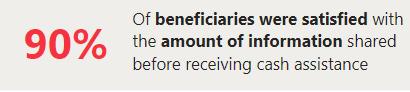 90%
Of beneficiaries were satisfied with
the amount of information shared
before receiving cash assistance